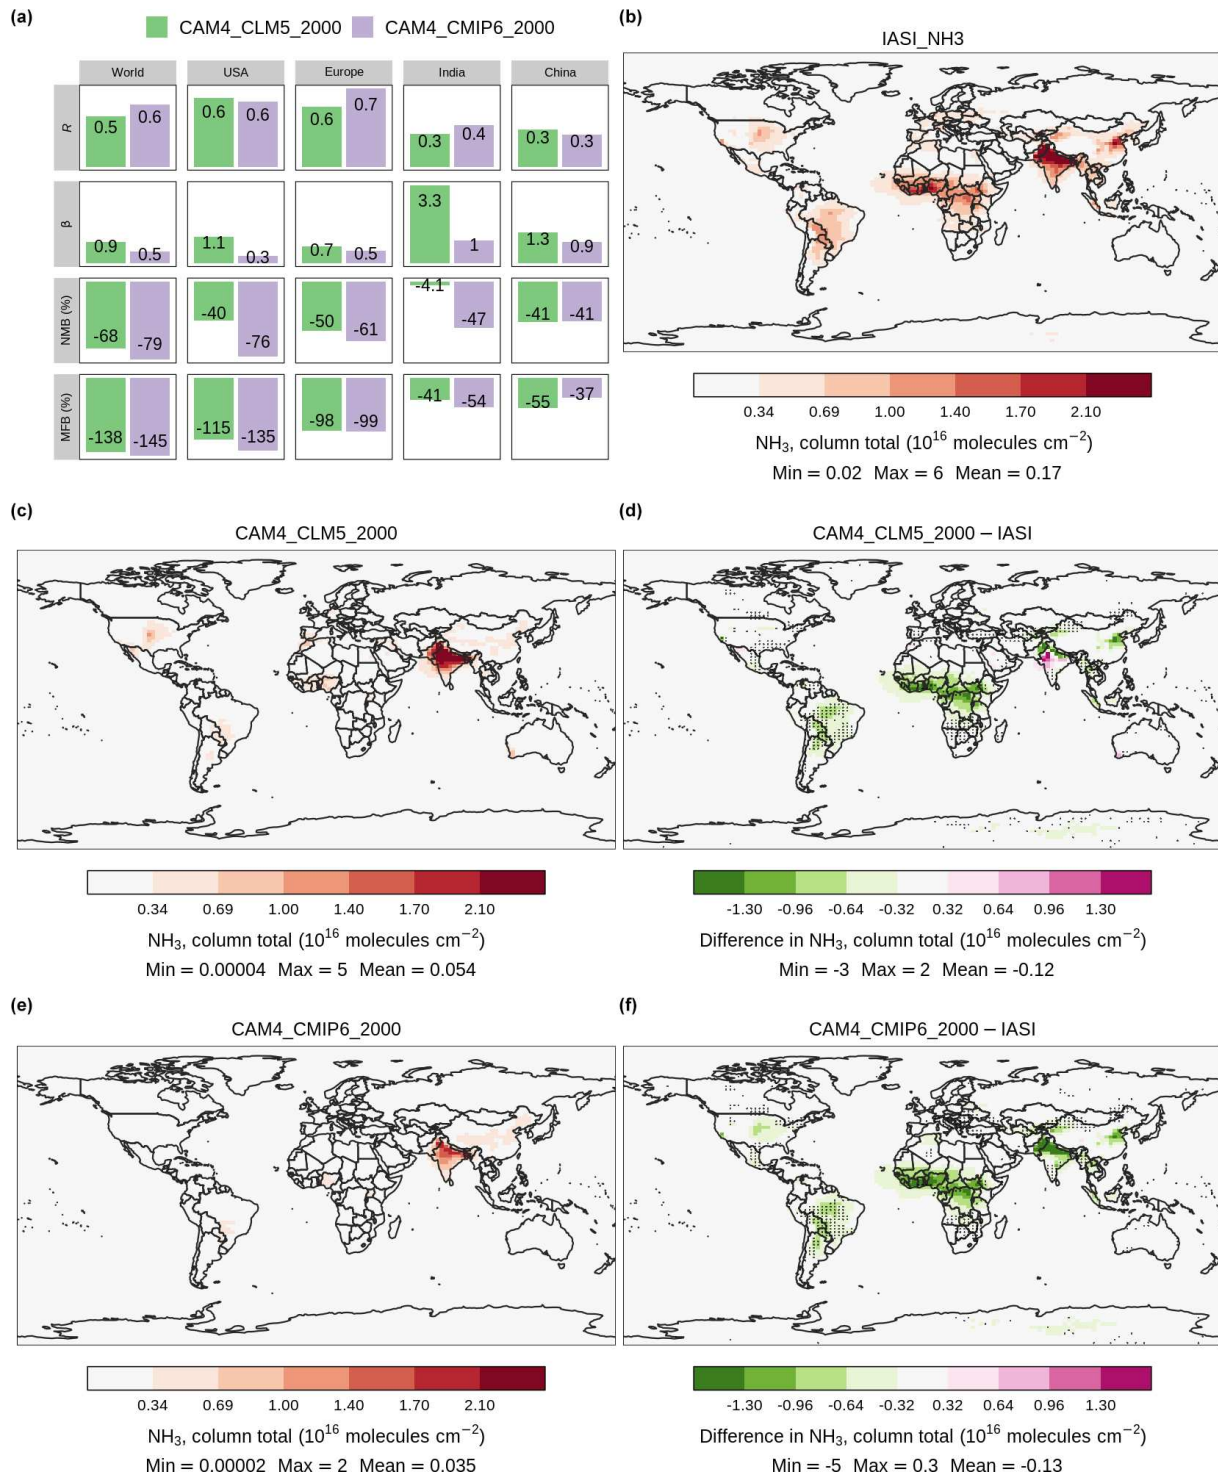 (a)
CAM4_CLM5_2000 CAM4_CMIP6_2000
World USA Europe India China
R
0.5 0.6 0.6 0.6 0.6 0.7 0.3 0.4 0.3 0.3
β
0.9 0.5 1.1 0.3 0.7 0.5 3.3 1 1.3 0.9
NMB (%)
-68 -79 -40 -76 -50 -61 -4.1 -47 -41 -41
MFB (%)
-138 -145 -115 -135 -98 -99 -41 -54 -55 -37
(b)
IASI_NH3
0.34 0.69 1.00 1.40 1.70 2.10
NH₃, column total (10¹⁶ molecules cm⁻²)
Min = 0.02 Max = 6 Mean = 0.17
(c)
CAM4_CLM5_2000
0.34 0.69 1.00 1.40 1.70 2.10
NH₃, column total (10¹⁶ molecules cm⁻²)
Min = 0.00004 Max = 5 Mean = 0.054
(d)
CAM4_CLM5_2000 – IASI
-1.30 -0.96 -0.64 -0.32 0.32 0.64 0.96 1.30
Difference in NH₃, column total (10¹⁶ molecules cm⁻²)
Min = -3 Max = 2 Mean = -0.12
(e)
CAM4_CMIP6_2000
0.34 0.69 1.00 1.40 1.70 2.10
NH₃, column total (10¹⁶ molecules cm⁻²)
Min = 0.00002 Max = 2 Mean = 0.035
(f)
CAM4_CMIP6_2000 – IASI
-1.30 -0.96 -0.64 -0.32 0.32 0.64 0.96 1.30
Difference in NH₃, column total (10¹⁶ molecules cm⁻²)
Min = -5 Max = 0.3 Mean = -0.13